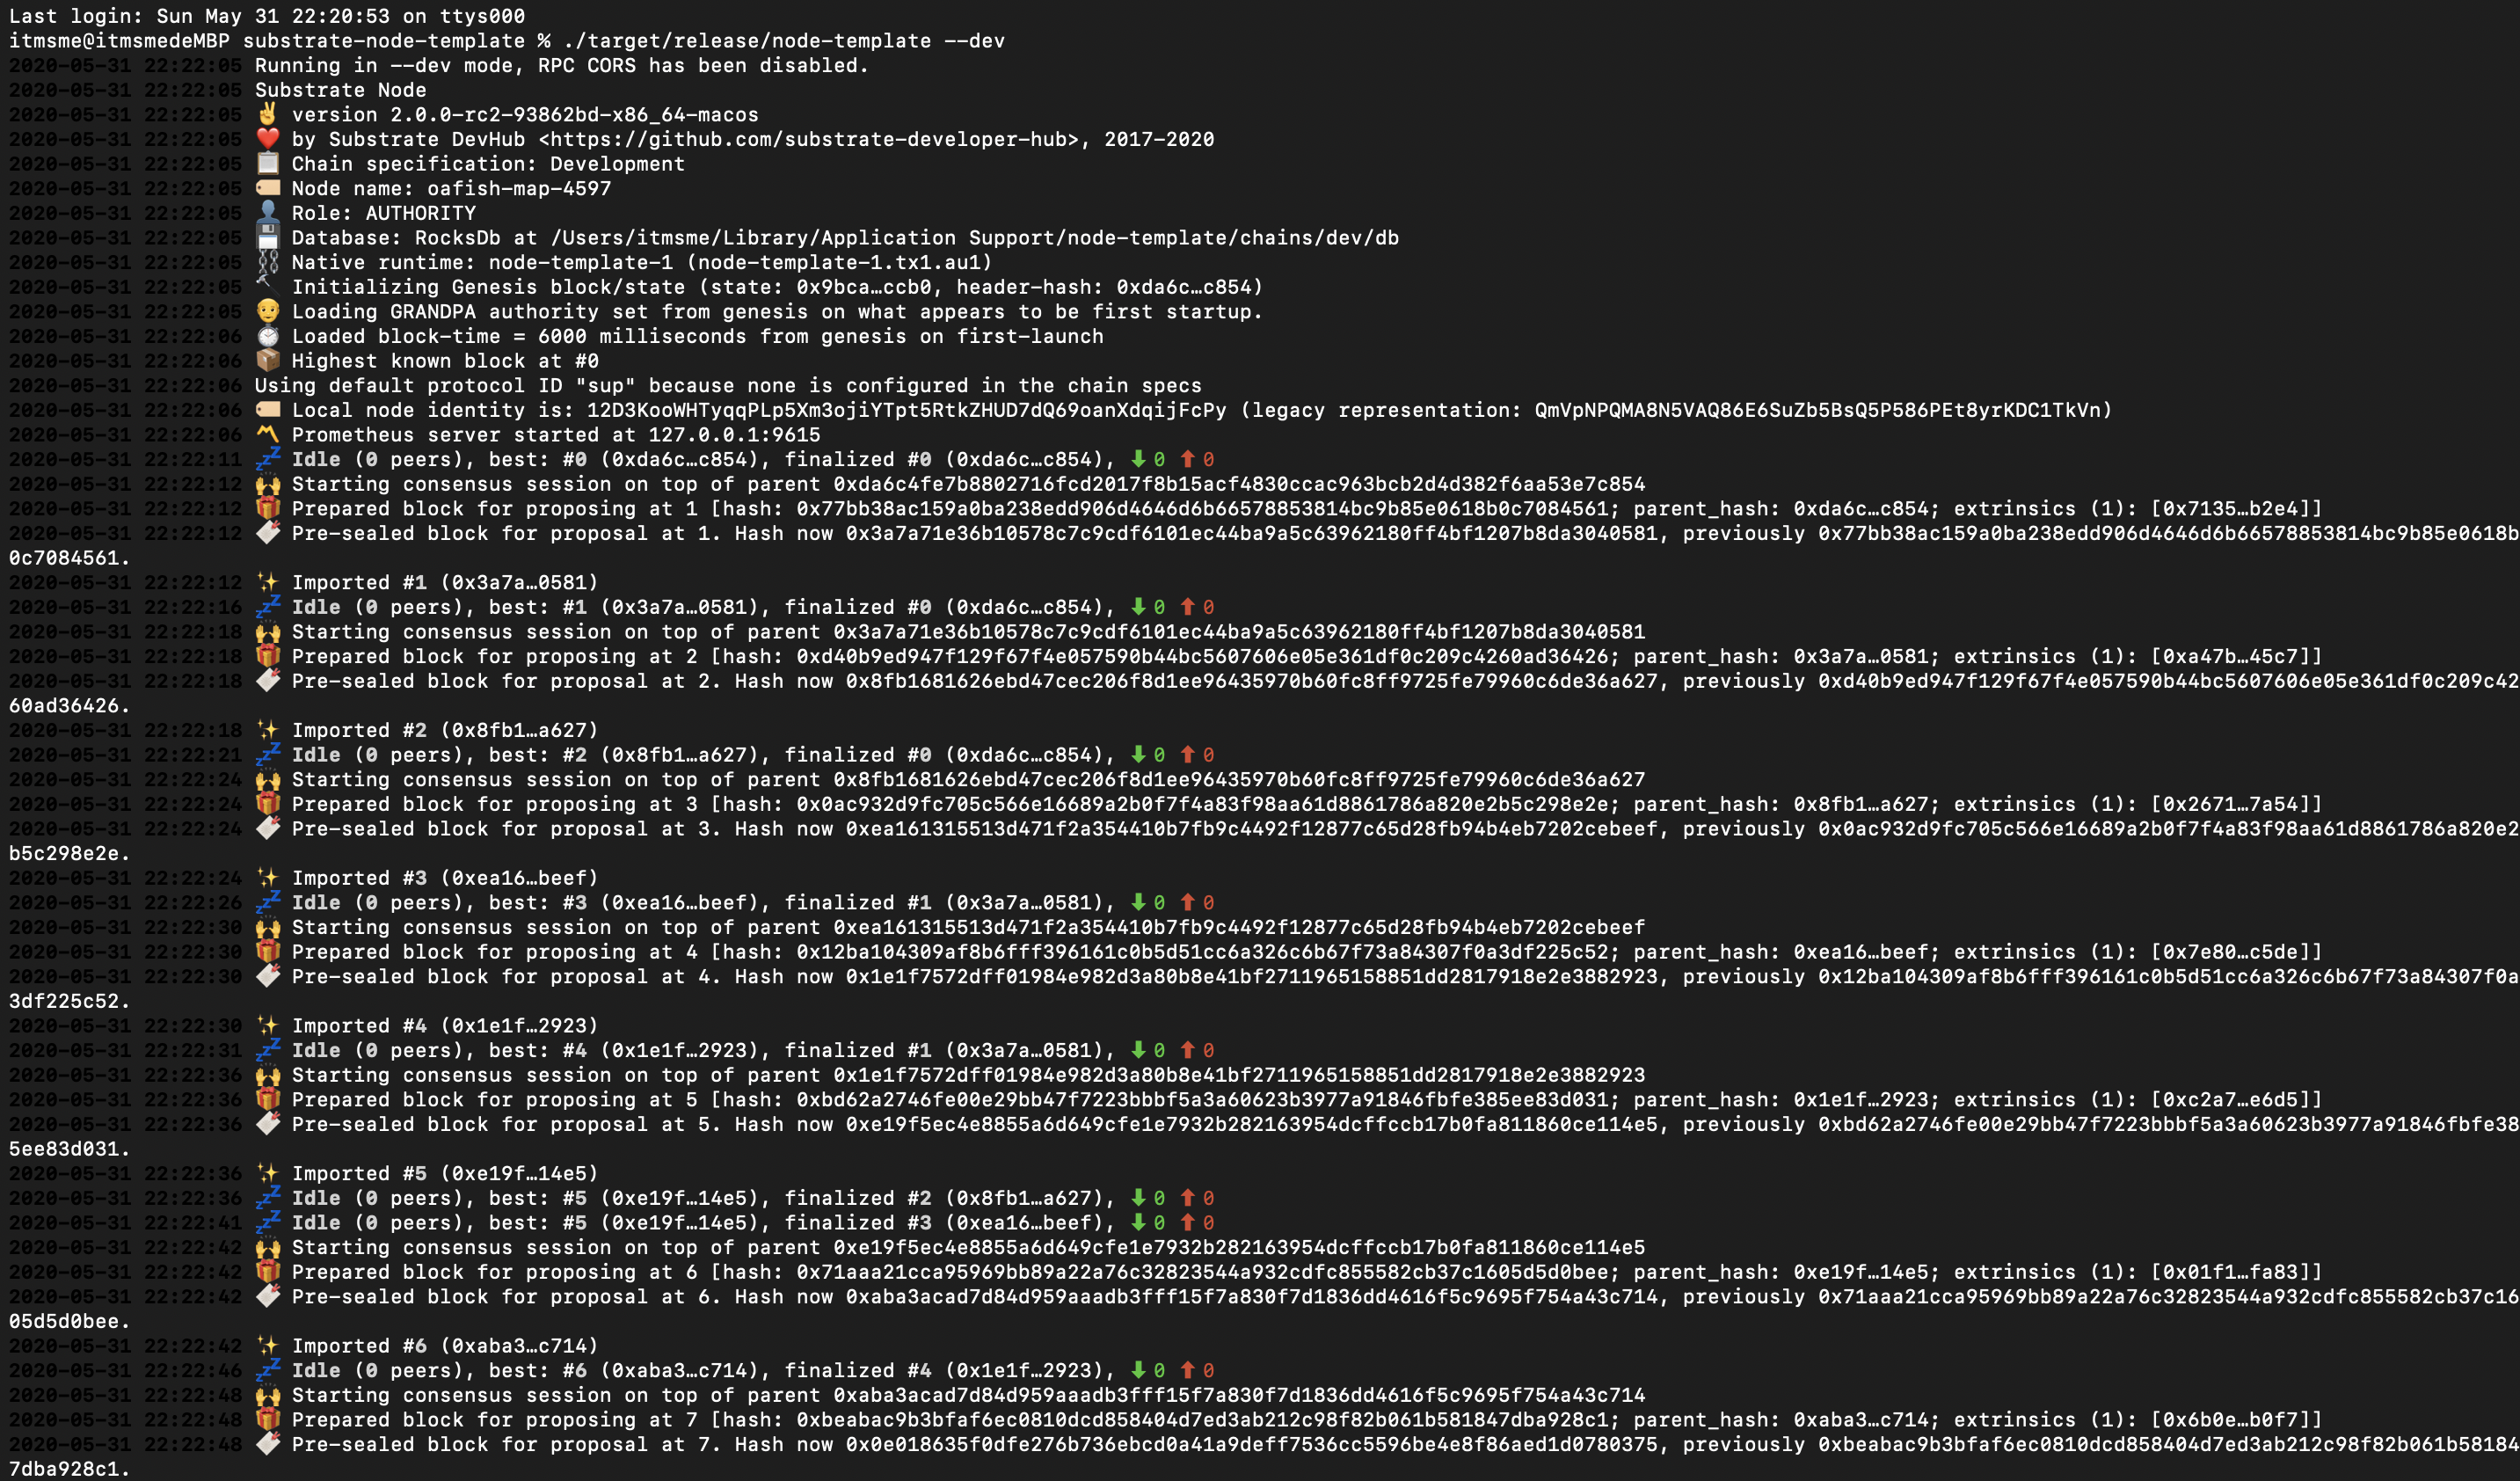 Last login: Sun May 31 22:20:53 on ttys000
itmsme@itmsmedeMBP substrate-node-template % ./target/release/node-template --dev
2020-05-31 22:22:05 Running in --dev mode, RPC CORS has been disabled.
2020-05-31 22:22:05 Substrate Node
2020-05-31 22:22:05 ✌️ version 2.0.0-rc2-93862bd-x86_64-macos
2020-05-31 22:22:05 ❤️ by Substrate DevHub <https://github.com/substrate-developer-hub>, 2017-2020
2020-05-31 22:22:05 📋 Chain specification: Development
2020-05-31 22:22:05 🏷 Node name: oafish-map-4597
2020-05-31 22:22:05 👤 Role: AUTHORITY
2020-05-31 22:22:05 💾 Database: RocksDb at /Users/itmsme/Library/Application Support/node-template/chains/dev/db
2020-05-31 22:22:05 ⛓ Native runtime: node-template-1 (node-template-1.tx1.au1)
2020-05-31 22:22:05 🔨 Initializing Genesis block/state (state: 0x9bca…ccb0, header-hash: 0xda6c…c854)
2020-05-31 22:22:05 👴 Loading GRANDPA authority set from genesis on what appears to be first startup.
2020-05-31 22:22:06 ⏱ Loaded block-time = 6000 milliseconds from genesis on first-launch
2020-05-31 22:22:06 📦 Highest known block at #0
2020-05-31 22:22:06 Using default protocol ID "sup" because none is configured in the chain specs
2020-05-31 22:22:06 🏷 Local node identity is: 12D3KooWHTyqqPLp5Xm3ojiYTpt5RtkZHUD7dQ69oanXdqijFcPy (legacy representation: QmVpNPQMA8N5VAQ86E6SuZb5BsQ5P586PEt8yrKDC1TkVn)
2020-05-31 22:22:06 〽️ Prometheus server started at 127.0.0.1:9615
2020-05-31 22:22:11 💤 Idle (0 peers), best: #0 (0xda6c…c854), finalized #0 (0xda6c…c854), ⬇ 0 ⬆ 0
2020-05-31 22:22:12 🙌 Starting consensus session on top of parent 0xda6c4fe7b8802716fcd2017f8b15acf4830ccac963bcb2d4d382f6aa53e7c854
2020-05-31 22:22:12 🎁 Prepared block for proposing at 1 [hash: 0x77bb38ac159a0ba238edd906d4646d6b66578853814bc9b85e0618b0c7084561; parent_hash: 0xda6c…c854; extrinsics (1): [0x7135…b2e4]]
2020-05-31 22:22:12 🔖 Pre-sealed block for proposal at 1. Hash now 0x3a7a71e36b10578c7c9cdf6101ec44ba9a5c63962180ff4bf1207b8da3040581, previously 0x77bb38ac159a0ba238edd906d4646d6b66578853814bc9b85e0618b
0c7084561.
2020-05-31 22:22:12 ✨ Imported #1 (0x3a7a…0581)
2020-05-31 22:22:16 💤 Idle (0 peers), best: #1 (0x3a7a…0581), finalized #0 (0xda6c…c854), ⬇ 0 ⬆ 0
2020-05-31 22:22:18 🙌 Starting consensus session on top of parent 0x3a7a71e36b10578c7c9cdf6101ec44ba9a5c63962180ff4bf1207b8da3040581
2020-05-31 22:22:18 🎁 Prepared block for proposing at 2 [hash: 0xd40b9ed947f129f67f4e057590b44bc5607606e05e361df0c209c4260ad36426; parent_hash: 0x3a7a…0581; extrinsics (1): [0xa47b…45c7]]
2020-05-31 22:22:18 🔖 Pre-sealed block for proposal at 2. Hash now 0x8fb1681626ebd47cec206f8d1ee96435970b60fc8ff9725fe79960c6de36a627, previously 0xd40b9ed947f129f67f4e057590b44bc5607606e05e361df0c209c42
60ad36426.
2020-05-31 22:22:18 ✨ Imported #2 (0x8fb1…a627)
2020-05-31 22:22:21 💤 Idle (0 peers), best: #2 (0x8fb1…a627), finalized #0 (0xda6c…c854), ⬇ 0 ⬆ 0
2020-05-31 22:22:24 🙌 Starting consensus session on top of parent 0x8fb1681626ebd47cec206f8d1ee96435970b60fc8ff9725fe79960c6de36a627
2020-05-31 22:22:24 🎁 Prepared block for proposing at 3 [hash: 0x0ac932d9fc705c566e16689a2b0f7f4a83f98aa61d8861786a820e2b5c298e2e; parent_hash: 0x8fb1…a627; extrinsics (1): [0x2671…7a54]]
2020-05-31 22:22:24 🔖 Pre-sealed block for proposal at 3. Hash now 0xea161315513d471f2a354410b7fb9c4492f12877c65d28fb94b4eb7202cebeef, previously 0x0ac932d9fc705c566e16689a2b0f7f4a83f98aa61d8861786a820e2
b5c298e2e.
2020-05-31 22:22:24 ✨ Imported #3 (0xea16…beef)
2020-05-31 22:22:26 💤 Idle (0 peers), best: #3 (0xea16…beef), finalized #1 (0x3a7a…0581), ⬇ 0 ⬆ 0
2020-05-31 22:22:30 🙌 Starting consensus session on top of parent 0xea161315513d471f2a354410b7fb9c4492f12877c65d28fb94b4eb7202cebeef
2020-05-31 22:22:30 🎁 Prepared block for proposing at 4 [hash: 0x12ba104309af8b6fff396161c0b5d51cc6a326c6b67f73a84307f0a3df225c52; parent_hash: 0xea16…beef; extrinsics (1): [0x7e80…c5de]]
2020-05-31 22:22:30 🔖 Pre-sealed block for proposal at 4. Hash now 0x1e1f7572dff01984e982d3a80b8e41bf2711965158851dd2817918e2e3882923, previously 0x12ba104309af8b6fff396161c0b5d51cc6a326c6b67f73a84307f0a
3df225c52.
2020-05-31 22:22:30 ✨ Imported #4 (0x1e1f…2923)
2020-05-31 22:22:31 💤 Idle (0 peers), best: #4 (0x1e1f…2923), finalized #1 (0x3a7a…0581), ⬇ 0 ⬆ 0
2020-05-31 22:22:36 🙌 Starting consensus session on top of parent 0x1e1f7572dff01984e982d3a80b8e41bf2711965158851dd2817918e2e3882923
2020-05-31 22:22:36 🎁 Prepared block for proposing at 5 [hash: 0xbd62a2746fe00e29bb47f7223bbbf5a3a60623b3977a91846fbfe385ee83d031; parent_hash: 0x1e1f…2923; extrinsics (1): [0xc2a7…e6d5]]
2020-05-31 22:22:36 🔖 Pre-sealed block for proposal at 5. Hash now 0xe19f5ec4e8855a6d649cfe1e7932b282163954dcffccb17b0fa811860ce114e5, previously 0xbd62a2746fe00e29bb47f7223bbbf5a3a60623b3977a91846fbfe38
5ee83d031.
2020-05-31 22:22:36 ✨ Imported #5 (0xe19f…14e5)
2020-05-31 22:22:36 💤 Idle (0 peers), best: #5 (0xe19f…14e5), finalized #2 (0x8fb1…a627), ⬇ 0 ⬆ 0
2020-05-31 22:22:41 💤 Idle (0 peers), best: #5 (0xe19f…14e5), finalized #3 (0xea16…beef), ⬇ 0 ⬆ 0
2020-05-31 22:22:42 🙌 Starting consensus session on top of parent 0xe19f5ec4e8855a6d649cfe1e7932b282163954dcffccb17b0fa811860ce114e5
2020-05-31 22:22:42 🎁 Prepared block for proposing at 6 [hash: 0x71aaa21cca95969bb89a22a76c32823544a932cdfc855582cb37c1605d5d0bee; parent_hash: 0xe19f…14e5; extrinsics (1): [0x01f1…fa83]]
2020-05-31 22:22:42 🔖 Pre-sealed block for proposal at 6. Hash now 0xaba3acad7d84d959aaadb3fff15f7a830f7d1836dd4616f5c9695f754a43c714, previously 0x71aaa21cca95969bb89a22a76c32823544a932cdfc855582cb37c16
05d5d0bee.
2020-05-31 22:22:42 ✨ Imported #6 (0xaba3…c714)
2020-05-31 22:22:46 💤 Idle (0 peers), best: #6 (0xaba3…c714), finalized #4 (0x1e1f…2923), ⬇ 0 ⬆ 0
2020-05-31 22:22:48 🙌 Starting consensus session on top of parent 0xaba3acad7d84d959aaadb3fff15f7a830f7d1836dd4616f5c9695f754a43c714
2020-05-31 22:22:48 🎁 Prepared block for proposing at 7 [hash: 0xbeabac9b3bfaf6ec0810dcd858404d7ed3ab212c98f82b061b581847dba928c1; parent_hash: 0xaba3…c714; extrinsics (1): [0x6b0e…b0f7]]
2020-05-31 22:22:48 🔖 Pre-sealed block for proposal at 7. Hash now 0x0e018635f0dfe276b736ebcd0a41a9deff7536cc5596be4e8f86aed1d0780375, previously 0xbeabac9b3bfaf6ec0810dcd858404d7ed3ab212c98f82b061b58184
7dba928c1.